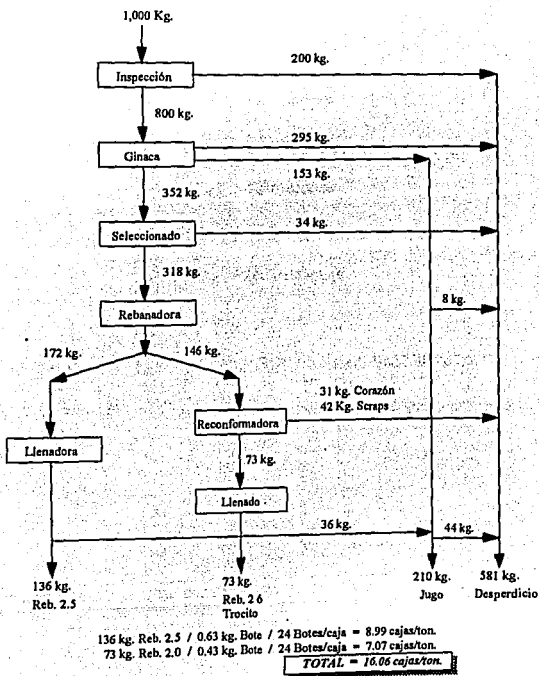 1,000 Kg.
200 kg.
Inspección
800 kg.
295 kg.
Ginaca
153 kg.
352 kg.
34 kg.
Seleccionado
318 kg.
8 kg.
Rebanadora
172 kg.
146 kg.
31 kg. Corazón
42 Kg. Scraps
Reconformadora
Llenadora
73 kg.
Llenado
36 kg.
44 kg.
136 kg.
Reb. 2.5
73 kg.
Reb. 2 6
Trocito
210 kg.
Jugo
581 kg.
Desperdicio
136 kg. Reb. 2.5 / 0.63 kg. Bote / 24 Botes/caja = 8.99 cajas/ton.
73 kg. Reb. 2.0 / 0.43 kg. Bote / 24 Botes/caja = 7.07 cajas/ton.
TOTAL = 16.06 cajas/ton.